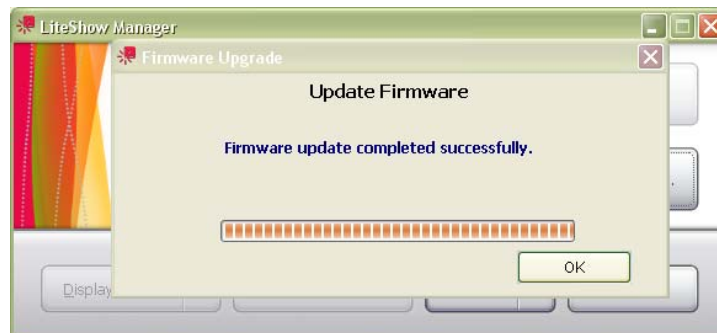 LiteShow Manager
Firmware Upgrade
Update Firmware
Firmware update completed successfully.
OK
Display